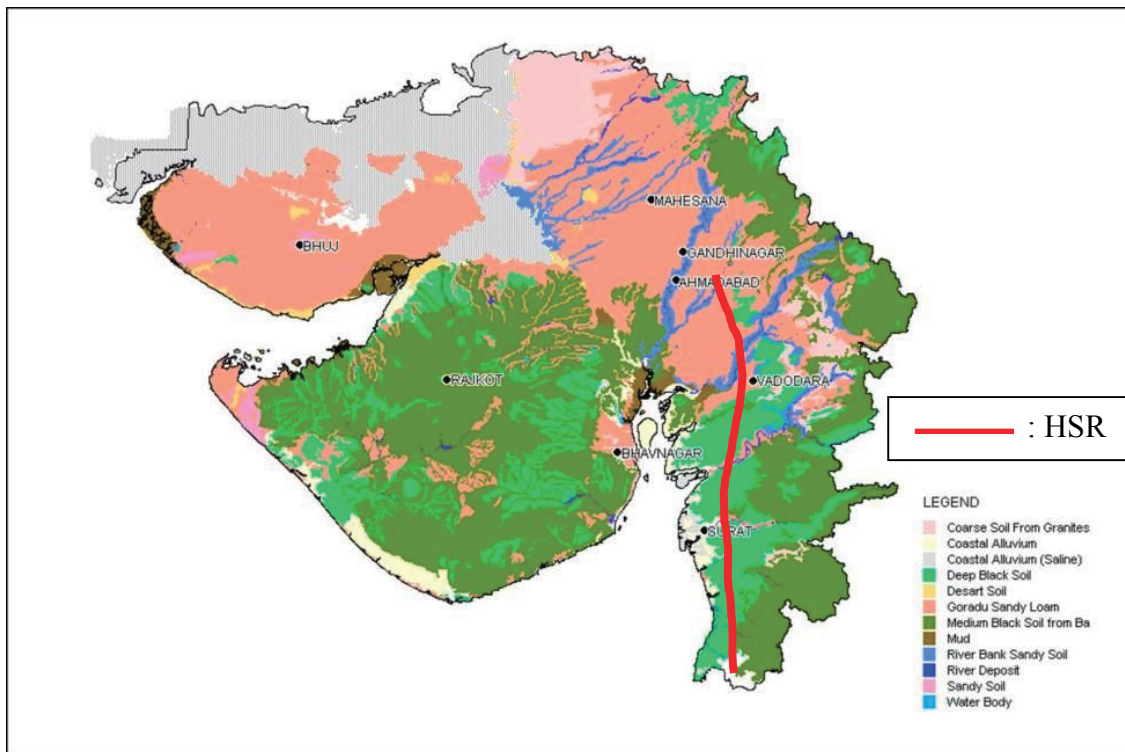 MAHESANA
BHUJ
GANDHINAGAR
AHMADABAD
RAJKOT
VADODARA
: HSR
BHAVNAGAR
SURAT
LEGEND
Coarse Soil From Granites
Coastal Alluvium
Coastal Alluvium (Saline)
Deep Black Soil
Desart Soil
Goradu Sandy Loam
Medium Black Soil from Ba
Mud
River Bank Sandy Soil
River Deposit
Sandy Soil
Water Body